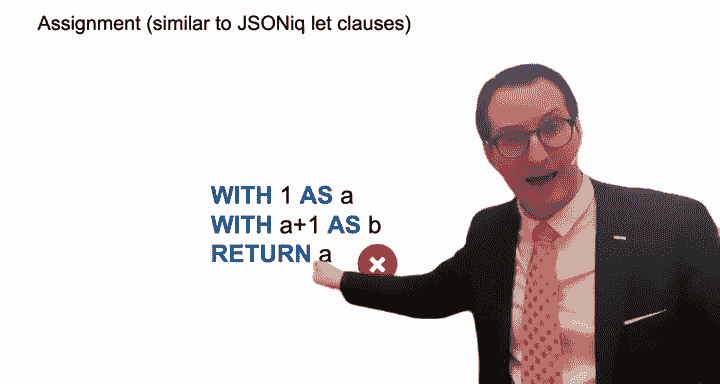 Assignment (similar to JSONiq let clauses)
WITH 1 AS a
WITH a+1 AS b
RETURN a